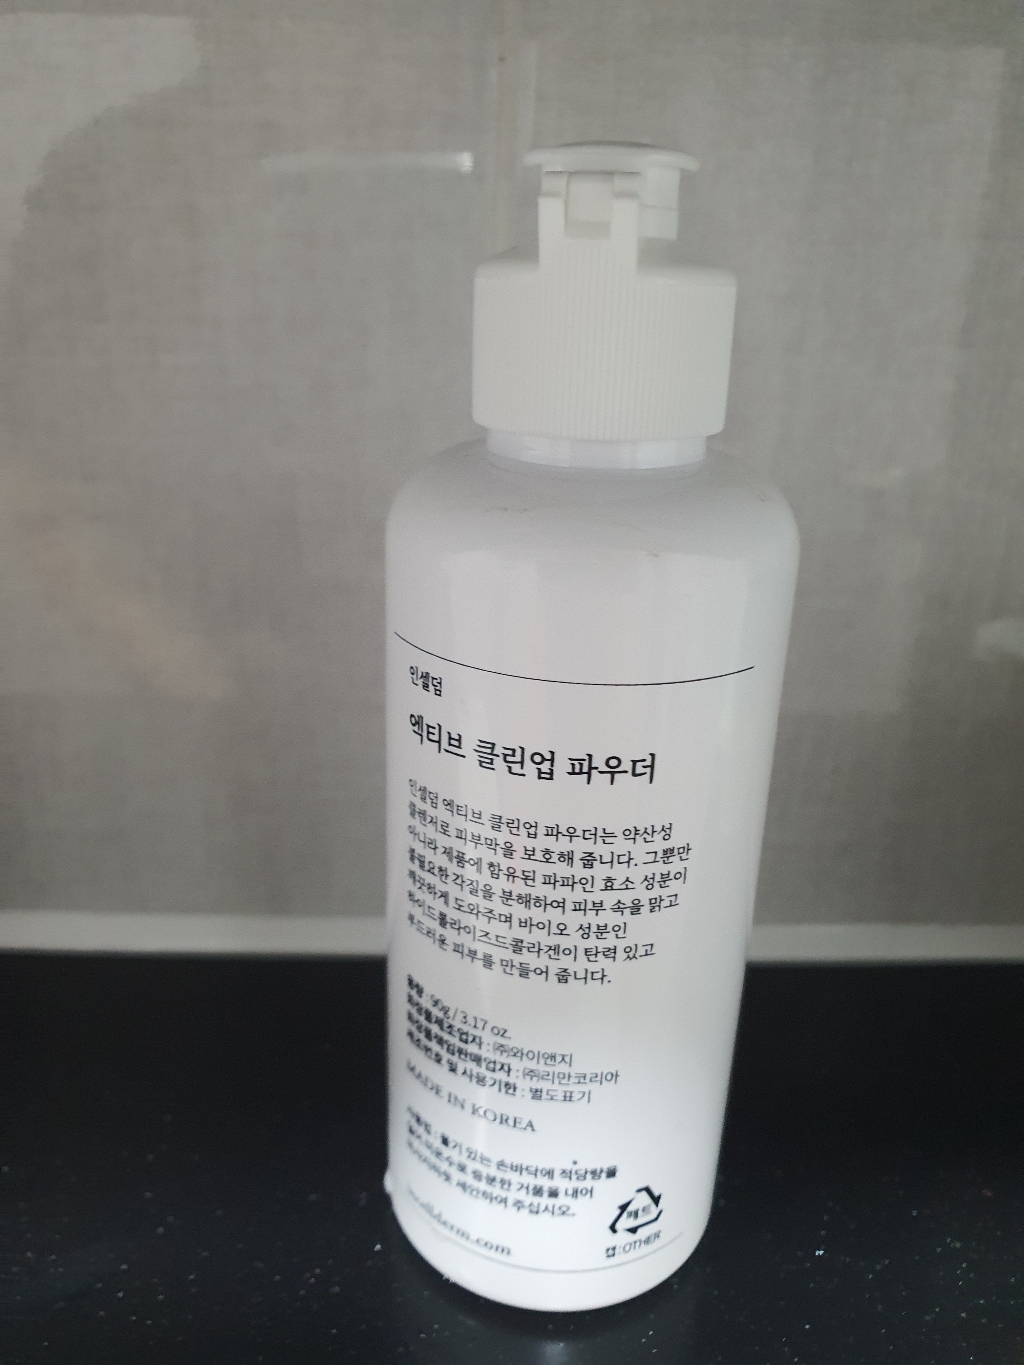 인셀덤
엑티브 클린업 파우더
인셀덤 엑티브 클린업 파우더는 약산성
클렌저로 피부막을 보호해 줍니다. 그뿐만
아니라 제품에 함유된 파파인 효소 성분이
불필요한 각질을 분해하여 피부 속을 맑고
깨끗하게 도와주며 바이오 성분인
하이드롤라이즈드콜라겐이 탄력 있고
부드러운 피부를 만들어 줍니다.
용량 : 90g / 3.17 oz.
화장품제조업자 : ㈜와이앤지
화장품책임판매업자 : ㈜리만코리아
제조번호 및 사용기한 : 별도표기
MADE IN KOREA
사용법 : 물기 있는 손바닥에 적당량을
덜어 미온수로 충분한 거품을 내어
마사지하듯 세안하여 주십시오.
incellderm.com
페트
캡:OTHER